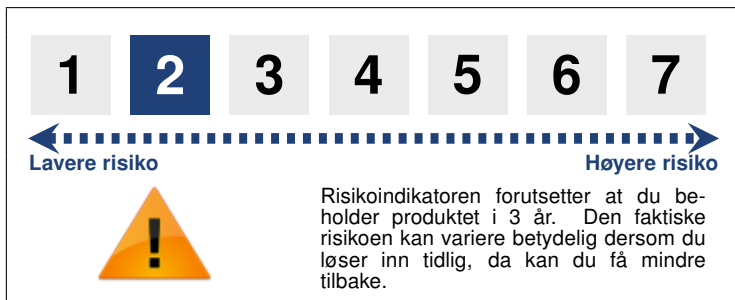 1 2 3 4 5 6 7
Lavere risiko Høyere risiko
!
Risikoindikatoren forutsetter at du be-
holder produktet i 3 år. Den faktiske
risikoen kan variere betydelig dersom du
løser inn tidlig, da kan du få mindre
tilbake.